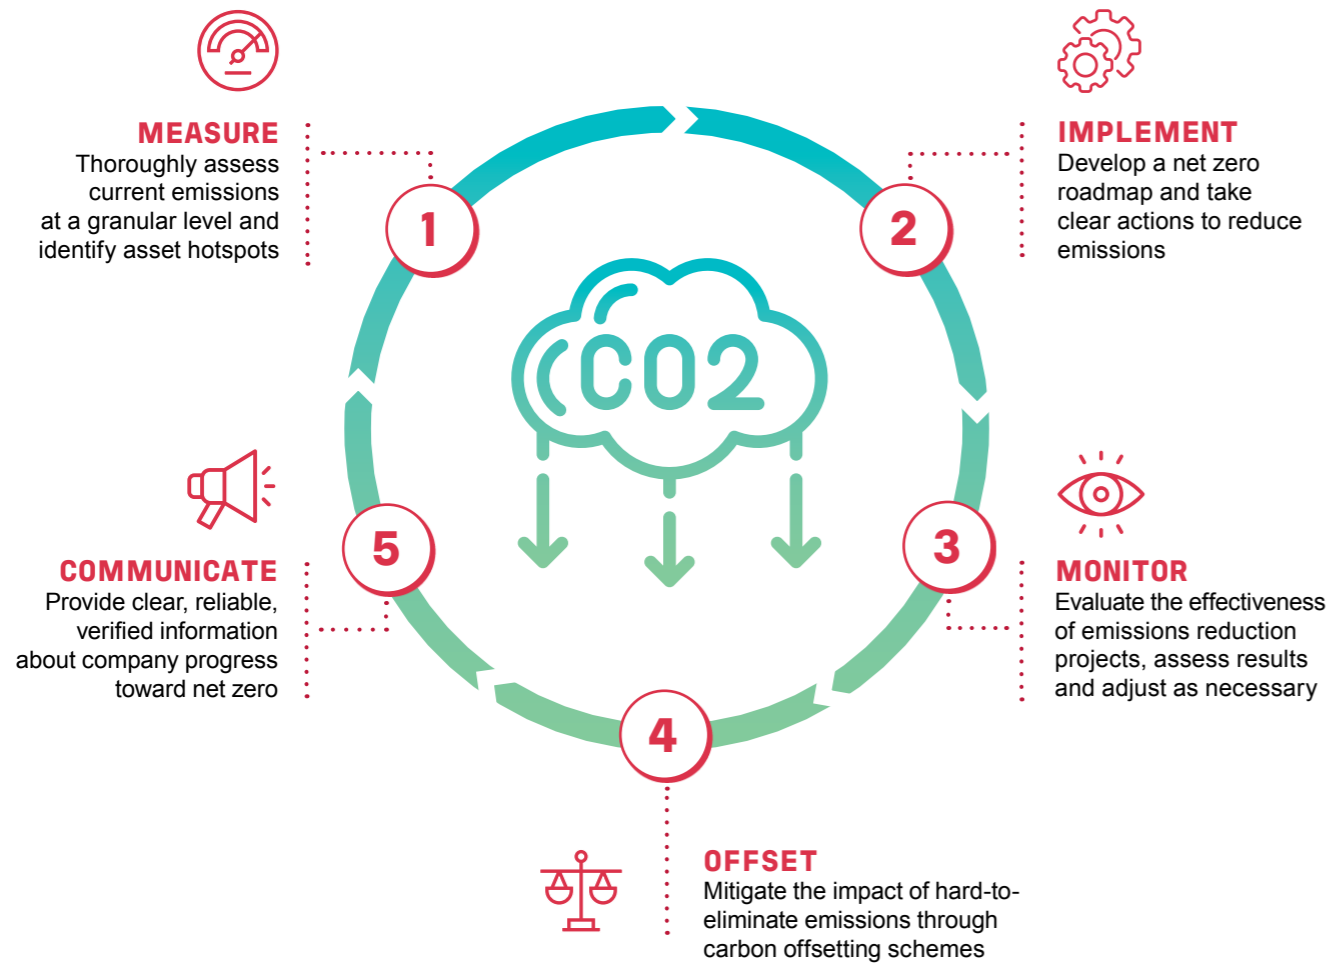 MEASURE
Thoroughly assess
current emissions
at a granular level and
identify asset hotspots
1
IMPLEMENT
Develop a net zero
roadmap and take
clear actions to reduce
emissions
2
CO2
MONITOR
Evaluate the effectiveness
of emissions reduction
projects, assess results
and adjust as necessary
3
OFFSET
Mitigate the impact of hard-to-
eliminate emissions through
carbon offsetting schemes
4
COMMUNICATE
Provide clear, reliable,
verified information
about company progress
toward net zero
5